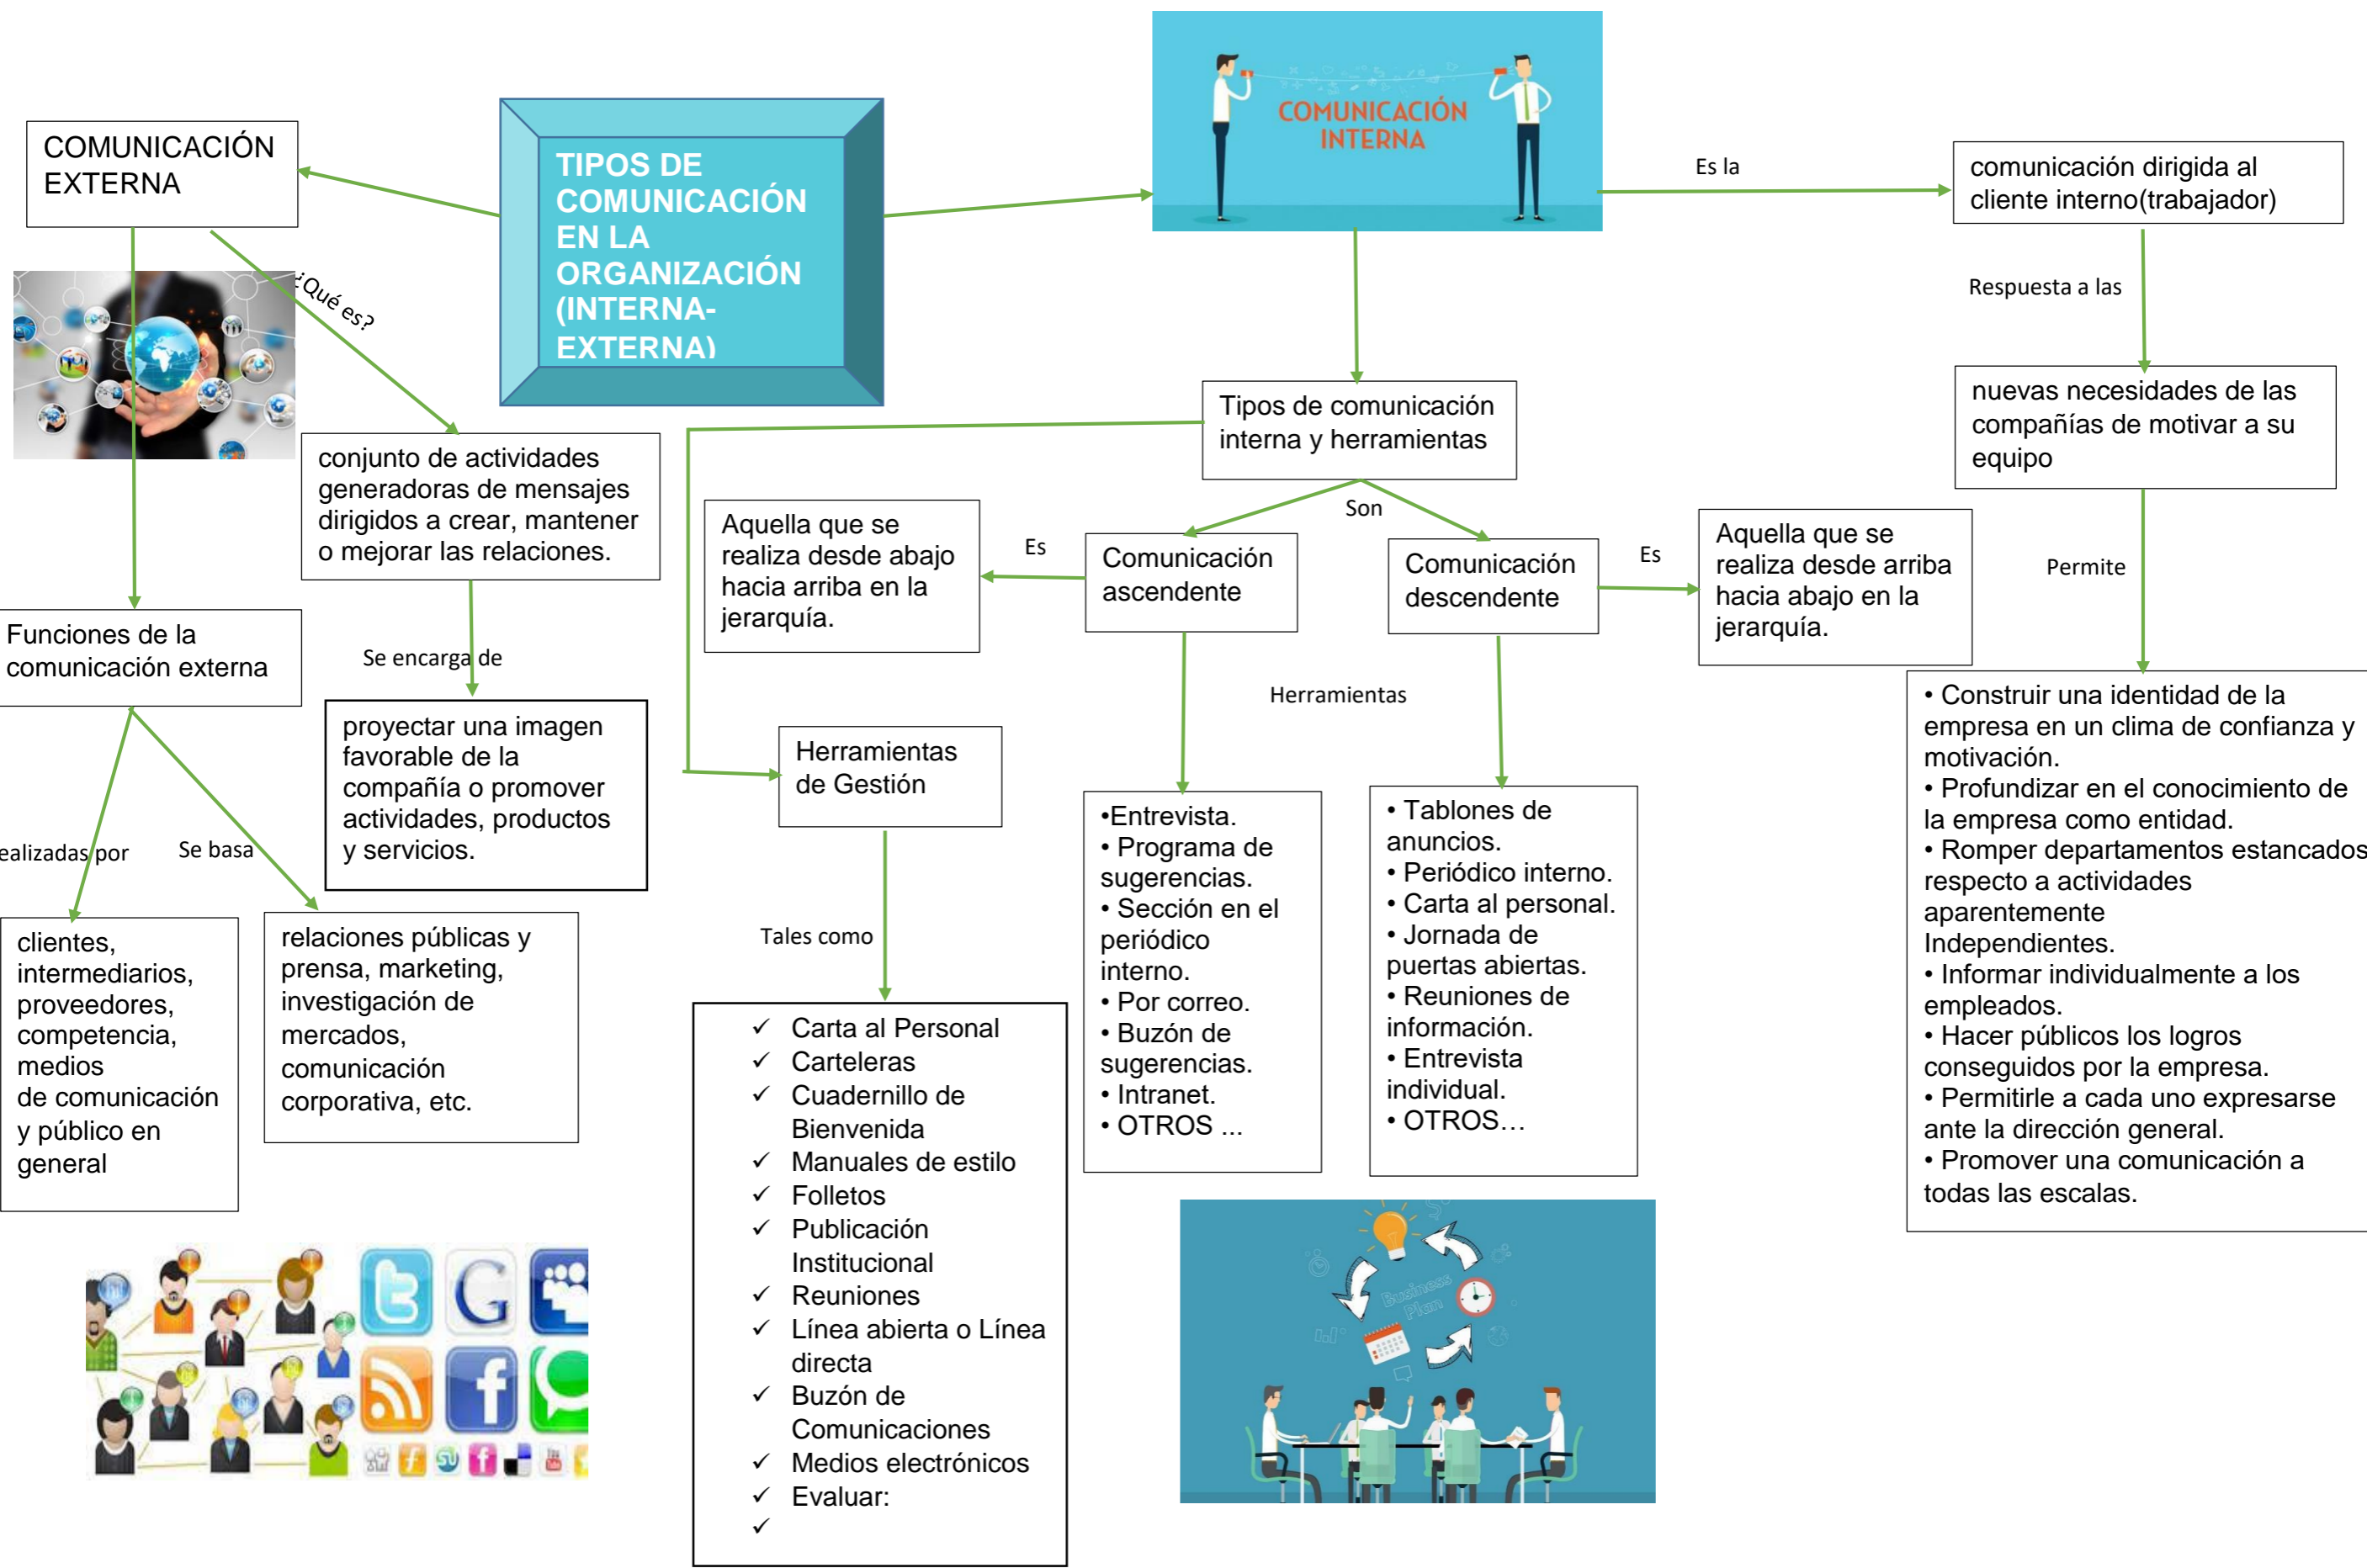 COMUNICACIÓN
EXTERNA
TIPOS DE
COMUNICACIÓN
EN LA
ORGANIZACIÓN
(INTERNA-
EXTERNA)
COMUNICACIÓN
INTERNA
Es la
comunicación dirigida al
cliente interno(trabajador)
Respuesta a las
nuevas necesidades de las
compañías de motivar a su
equipo
Permite
• Construir una identidad de la
empresa en un clima de confianza y
motivación.
• Profundizar en el conocimiento de
la empresa como entidad.
• Romper departamentos estancados
respecto a actividades
aparentemente
Independientes.
• Informar individualmente a los
empleados.
• Hacer públicos los logros
conseguidos por la empresa.
• Permitirle a cada uno expresarse
ante la dirección general.
• Promover una comunicación a
todas las escalas.
¿Qué es?
conjunto de actividades
generadoras de mensajes
dirigidos a crear, mantener
o mejorar las relaciones.
Se encarga de
proyectar una imagen
favorable de la
compañía o promover
actividades, productos
y servicios.
Funciones de la
comunicación externa
ealizadas por
Se basa
clientes,
intermediarios,
proveedores,
competencia,
medios
de comunicación
y público en
general
relaciones públicas y
prensa, marketing,
investigación de
mercados,
comunicación
corporativa, etc.
Tipos de comunicación
interna y herramientas
Son
Comunicación
ascendente
Es
Aquella que se
realiza desde abajo
hacia arriba en la
jerarquía.
Comunicación
descendente
Es
Aquella que se
realiza desde arriba
hacia abajo en la
jerarquía.
Herramientas
•Entrevista.
• Programa de
sugerencias.
• Sección en el
periódico
interno.
• Por correo.
• Buzón de
sugerencias.
• Intranet.
• OTROS ...
• Tablones de
anuncios.
• Periódico interno.
• Carta al personal.
• Jornada de
puertas abiertas.
• Reuniones de
información.
• Entrevista
individual.
• OTROS…
Herramientas
de Gestión
Tales como
✓ Carta al Personal
✓ Carteleras
✓ Cuadernillo de
Bienvenida
✓ Manuales de estilo
✓ Folletos
✓ Publicación
Institucional
✓ Reuniones
✓ Línea abierta o Línea
directa
✓ Buzón de
Comunicaciones
✓ Medios electrónicos
✓ Evaluar:
✓
Business
Plan